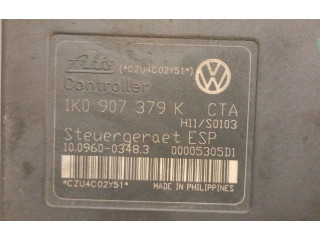 Ate (*CZU4C02Y51*)
Controller
1K0 907 379 K CTA
H11/S0103
Steuergeraet ESP
10.0960-0348.3 00005305D1
*CZU4C02Y51*
MADE IN PHILIPPINES